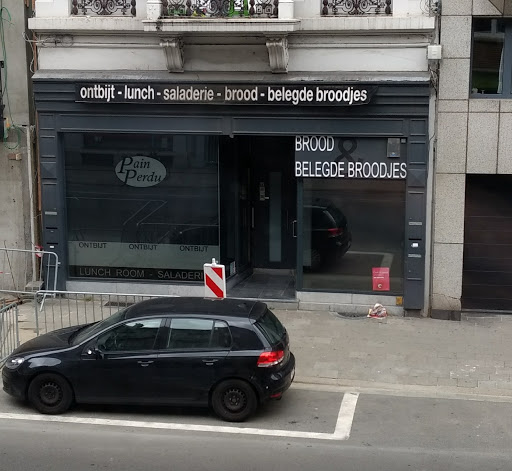 ontbijt - lunch - saladerie - brood - belegde broodjes
BROOD
&
BELEGDE BROODJES
Pain
Perdu
ONTBIJT ONTBIJT ONTBIJT
LUNCH ROOM - SALADERIE